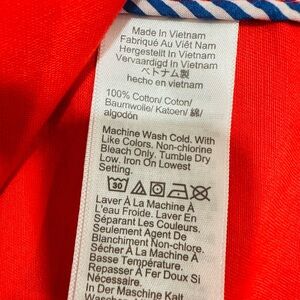 Made In Vietnam
Fabriqué Au Viêt Nam
Hergestellt In Vietnam
Vervaardigd In Vietnam
ベトナム製
hecho en vietnam
100% Cotton/ Coton/
Baumwolle/ Katoen/ 綿/
algodón
Machine Wash Cold. With
Like Colors. Non-chlorine
Bleach Only. Tumble Dry
Low. Iron On Lowest
Setting.
30
Laver À La Machine À
L'eau Froide. Laver En
Séparant Les Couleurs.
Seulement Agent De
Blanchiment Non-chlore.
Sécher À La Machine À
Basse Température.
Repasser À Fer Doux Si
Nécessaire.
In Der Maschine Kalt